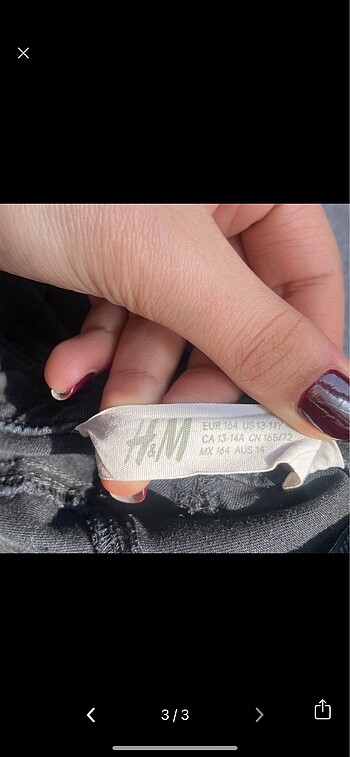 H&M
EUR 164 US 13-14Y
CA 13-14A CN 165/72
MX 164 AUS 14
3/3